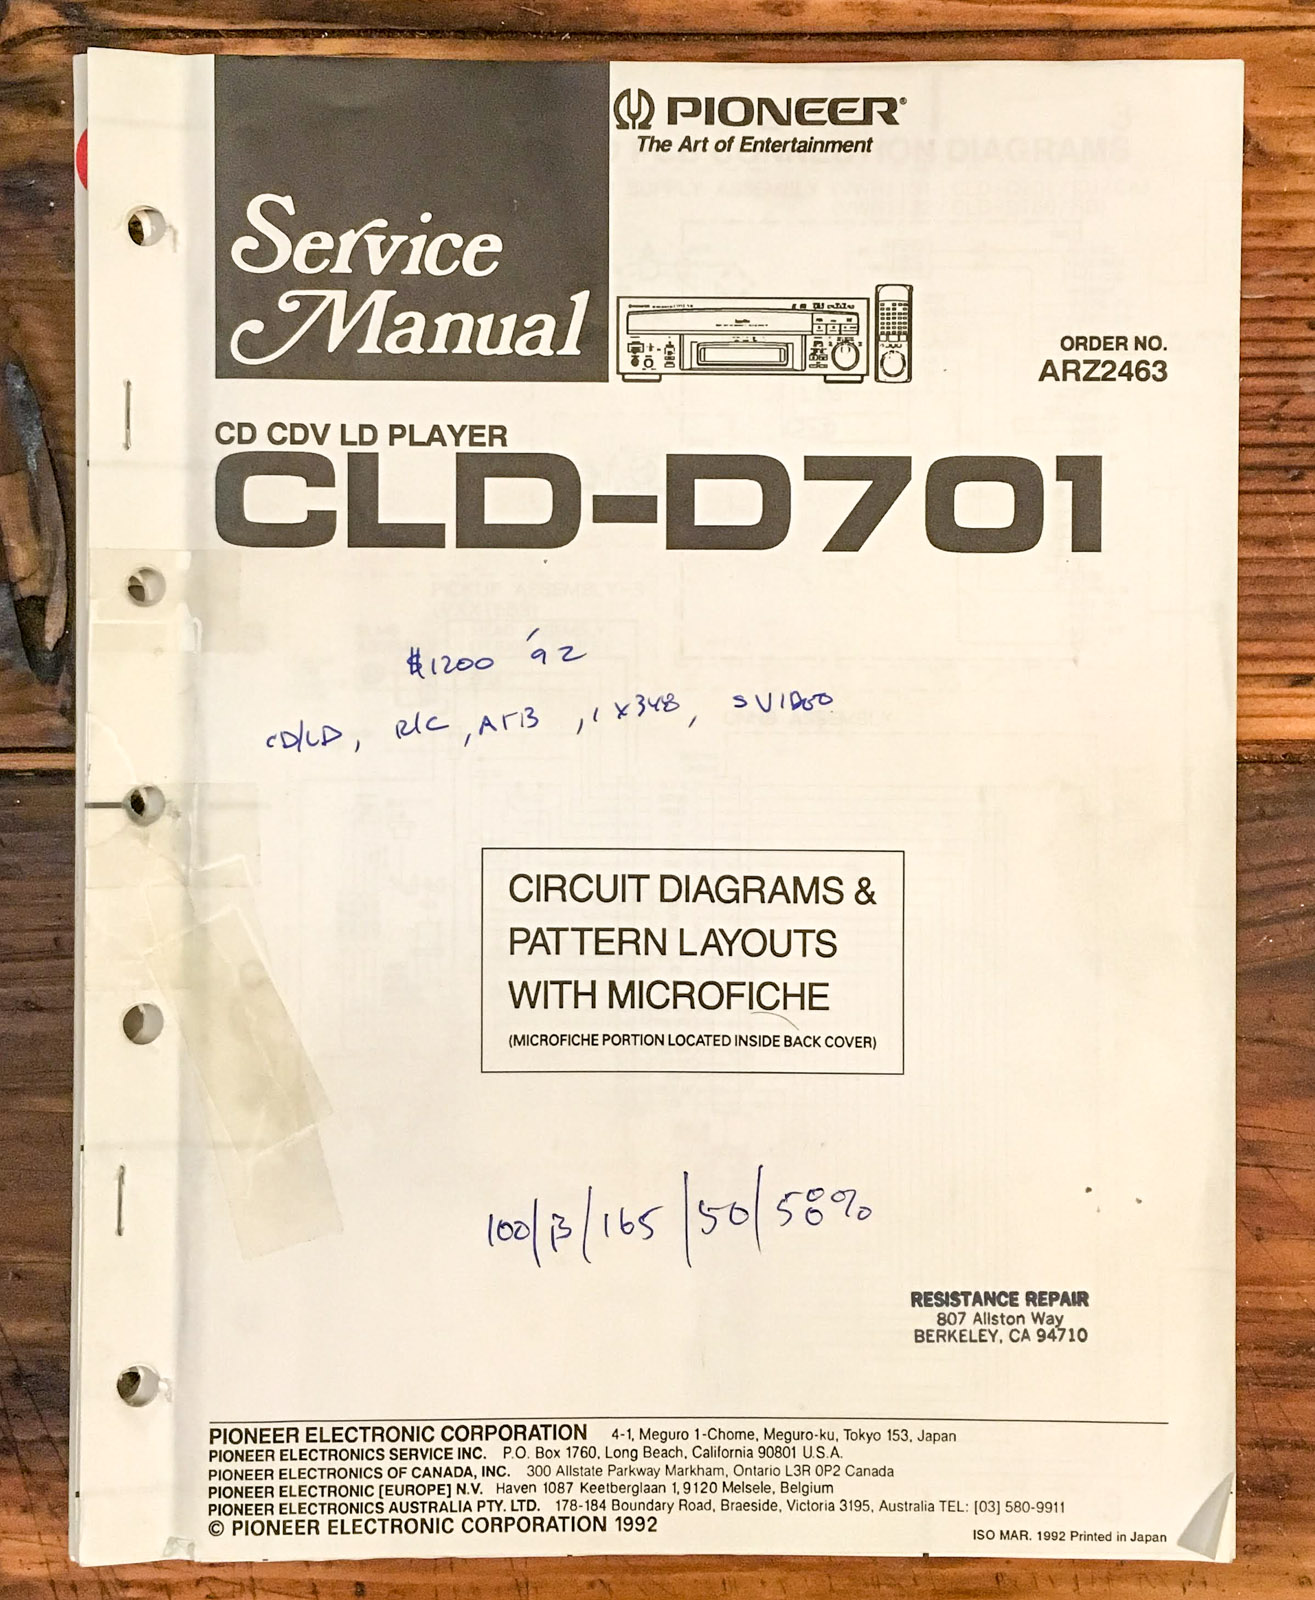 PIONEER®
The Art of Entertainment
Service
Manual
ORDER NO.
ARZ2463
CD CDV LD PLAYER
CLD-D701
$1200 '92
CD/LD, R/C, A/B, 1 X348, SVIDEO
CIRCUIT DIAGRAMS &
PATTERN LAYOUTS
WITH MICROFICHE
(MICROFICHE PORTION LOCATED INSIDE BACK COVER)
100/B/165/50/50%
RESISTANCE REPAIR
807 Allston Way
BERKELEY, CA 94710
PIONEER ELECTRONIC CORPORATION 4-1, Meguro 1-Chome, Meguro-ku, Tokyo 153, Japan
PIONEER ELECTRONICS SERVICE INC. P.O. Box 1760, Long Beach, California 90801 U.S.A.
PIONEER ELECTRONICS OF CANADA, INC. 300 Allstate Parkway Markham, Ontario L3R 0P2 Canada
PIONEER ELECTRONIC [EUROPE] N.V. Haven 1087 Keetberglaan 1, 9120 Melsele, Belgium
PIONEER ELECTRONICS AUSTRALIA PTY. LTD. 178-184 Boundary Road, Braeside, Victoria 3195, Australia TEL: [03] 580-9911
© PIONEER ELECTRONIC CORPORATION 1992
ISO MAR. 1992 Printed in Japan